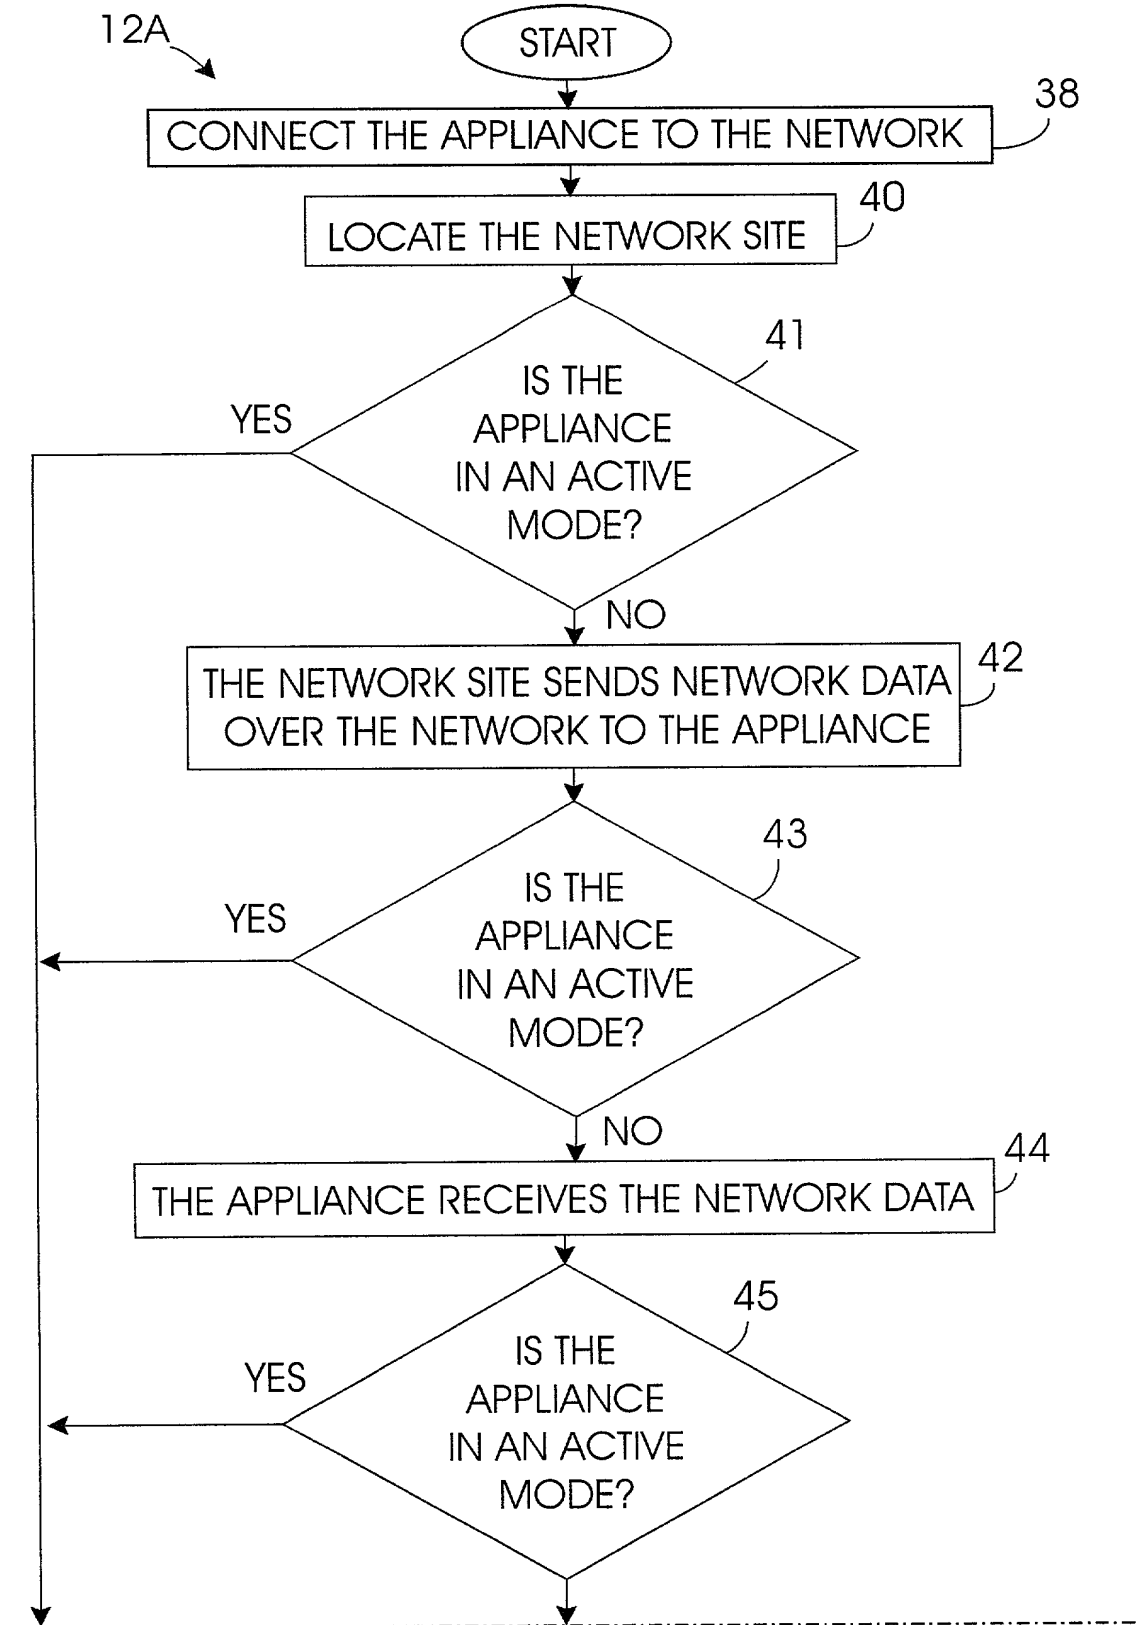 12A
START
38
CONNECT THE APPLIANCE TO THE NETWORK
40
LOCATE THE NETWORK SITE
41
IS THE
APPLIANCE
IN AN ACTIVE
MODE?
YES
NO
42
THE NETWORK SITE SENDS NETWORK DATA
OVER THE NETWORK TO THE APPLIANCE
43
IS THE
APPLIANCE
IN AN ACTIVE
MODE?
YES
NO
44
THE APPLIANCE RECEIVES THE NETWORK DATA
45
IS THE
APPLIANCE
IN AN ACTIVE
MODE?
YES